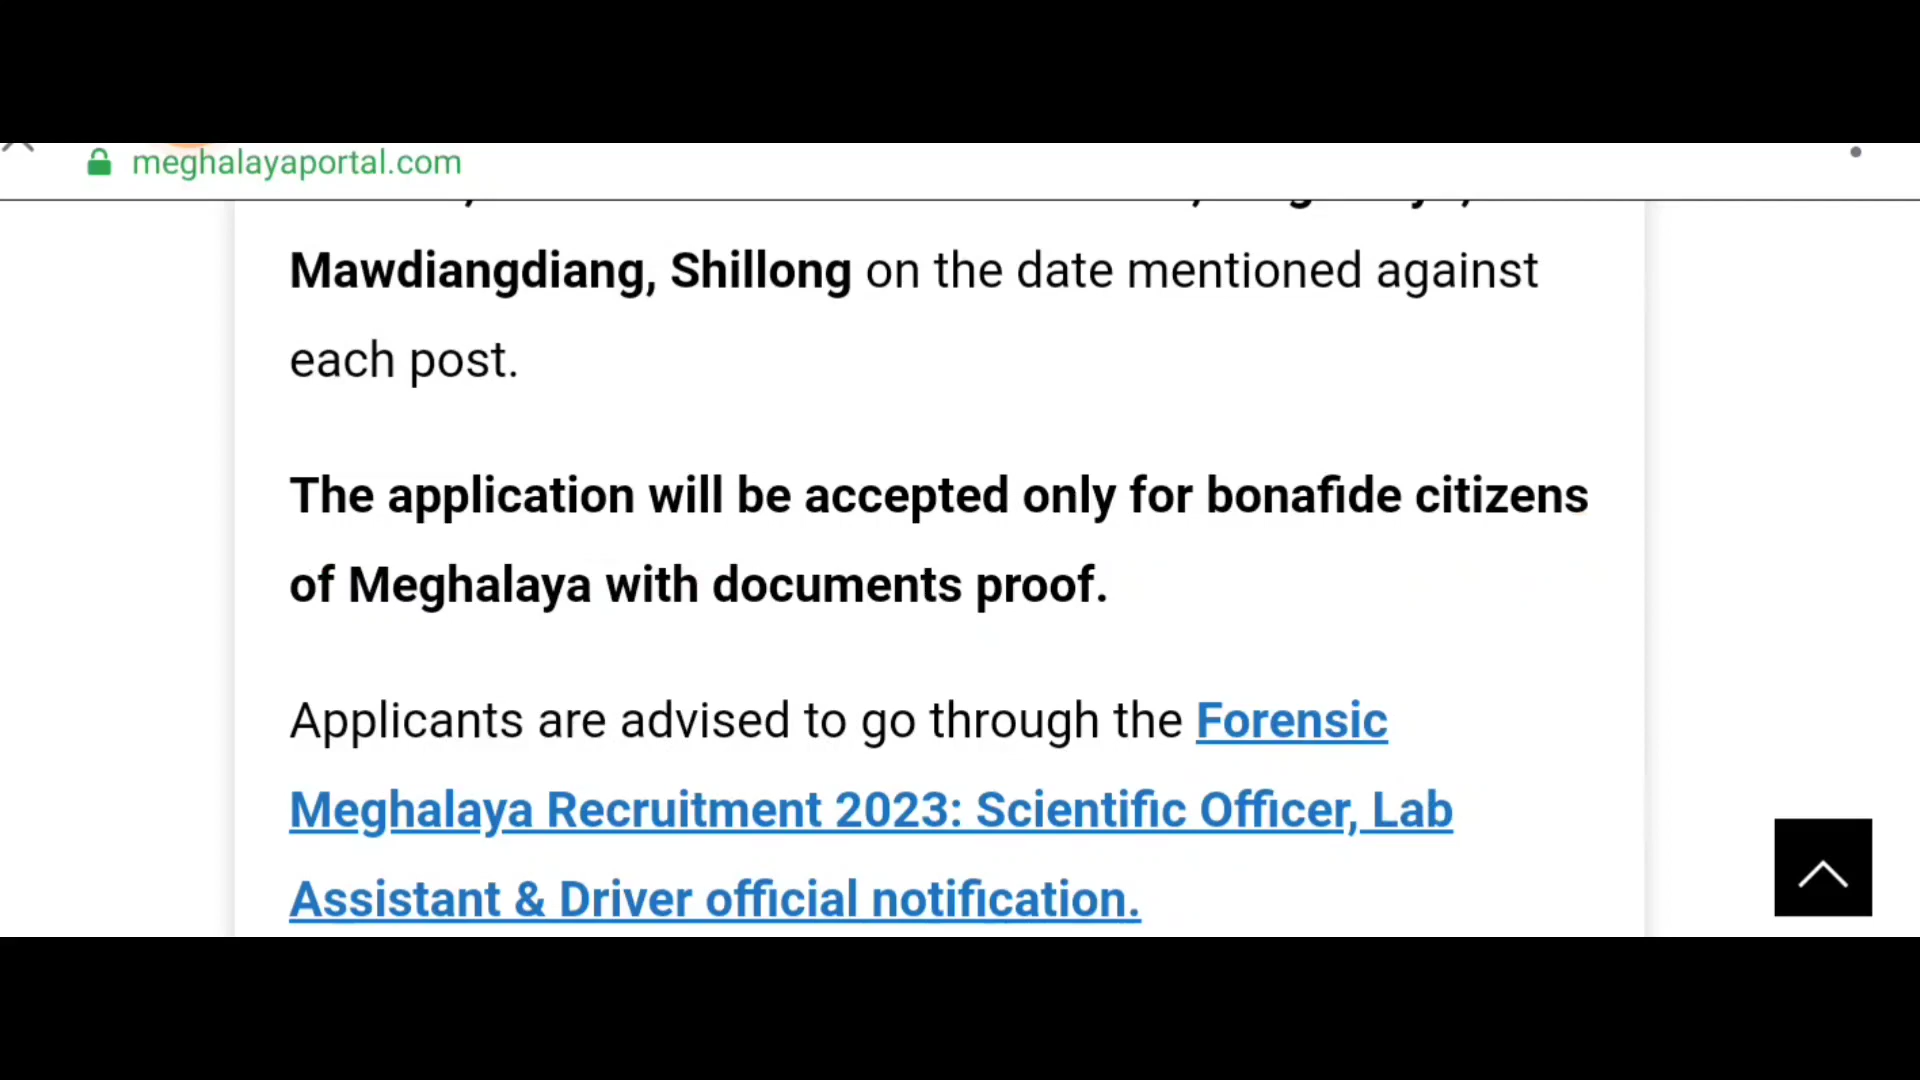 meghalayaportal.com
Mawdiangdiang, Shillong on the date mentioned against
each post.
The application will be accepted only for bonafide citizens
of Meghalaya with documents proof.
Applicants are advised to go through the Forensic
Meghalaya Recruitment 2023: Scientific Officer, Lab
Assistant & Driver official notification.